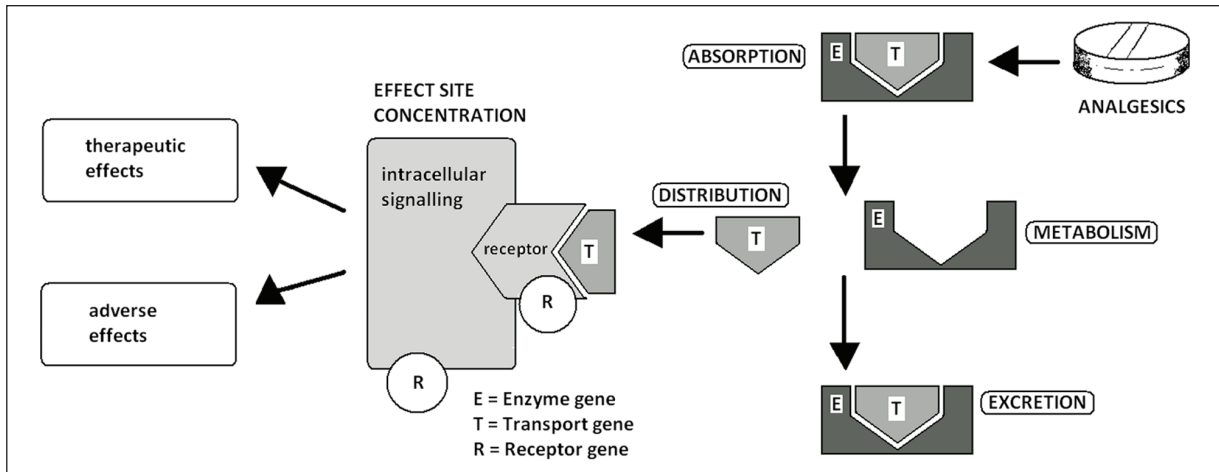 ABSORPTION
E
T
ANALGESICS
EFFECT SITE
CONCENTRATION
therapeutic
effects
intracellular
signalling
DISTRIBUTION
E
METABOLISM
receptor
T
T
R
adverse
effects
R
E = Enzyme gene
T = Transport gene
R = Receptor gene
E
T
EXCRETION